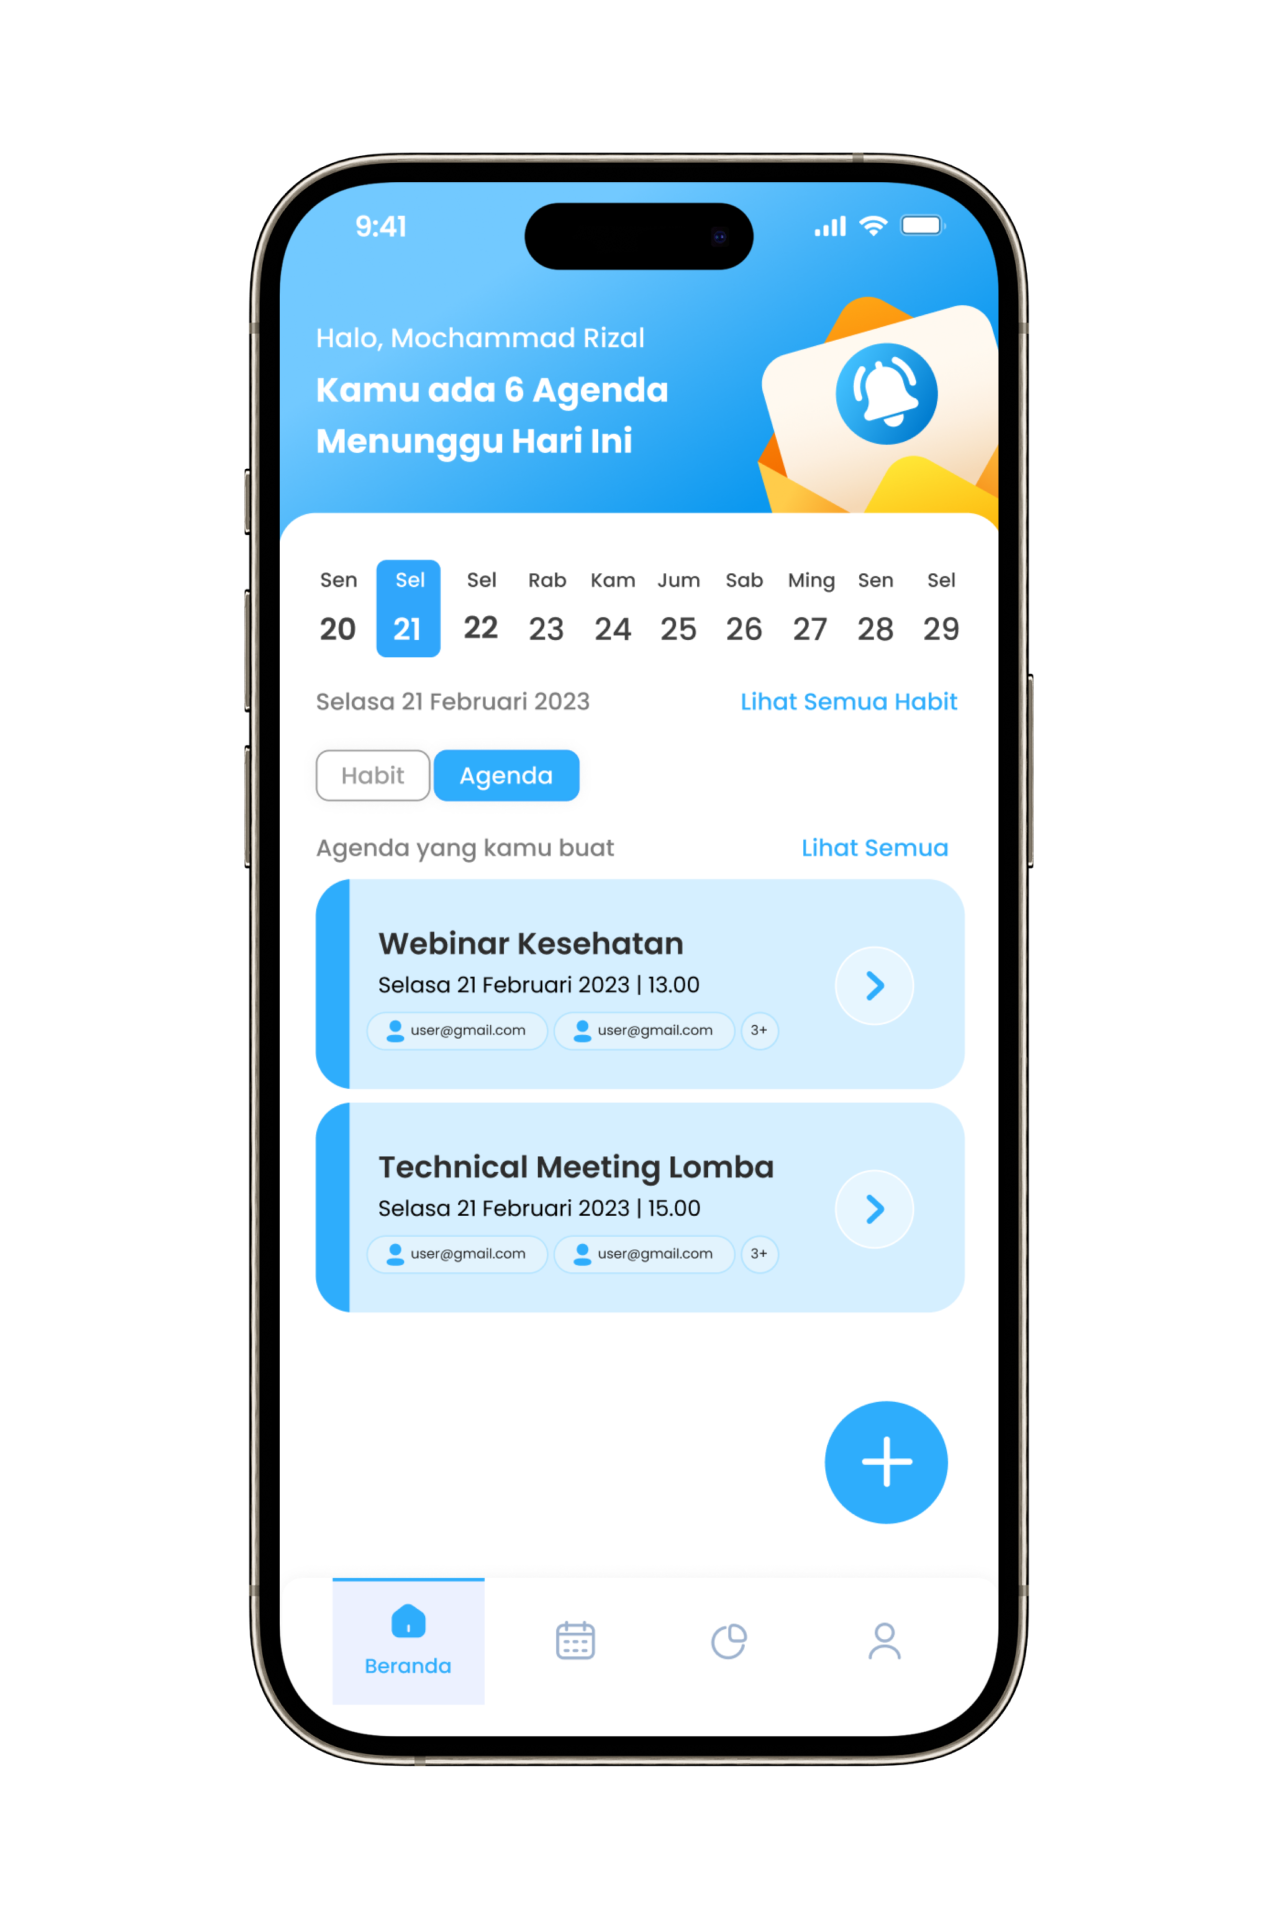 9:41
Halo, Mochammad Rizal
Kamu ada 6 Agenda
Menunggu Hari Ini
Sen Sel Sel Rab Kam Jum Sab Ming Sen Sel
20 21 22 23 24 25 26 27 28 29
Selasa 21 Februari 2023 Lihat Semua Habit
Habit Agenda
Agenda yang kamu buat Lihat Semua
Webinar Kesehatan
Selasa 21 Februari 2023 | 13.00
user@gmail.com user@gmail.com 3+
Technical Meeting Lomba
Selasa 21 Februari 2023 | 15.00
user@gmail.com user@gmail.com 3+
Beranda